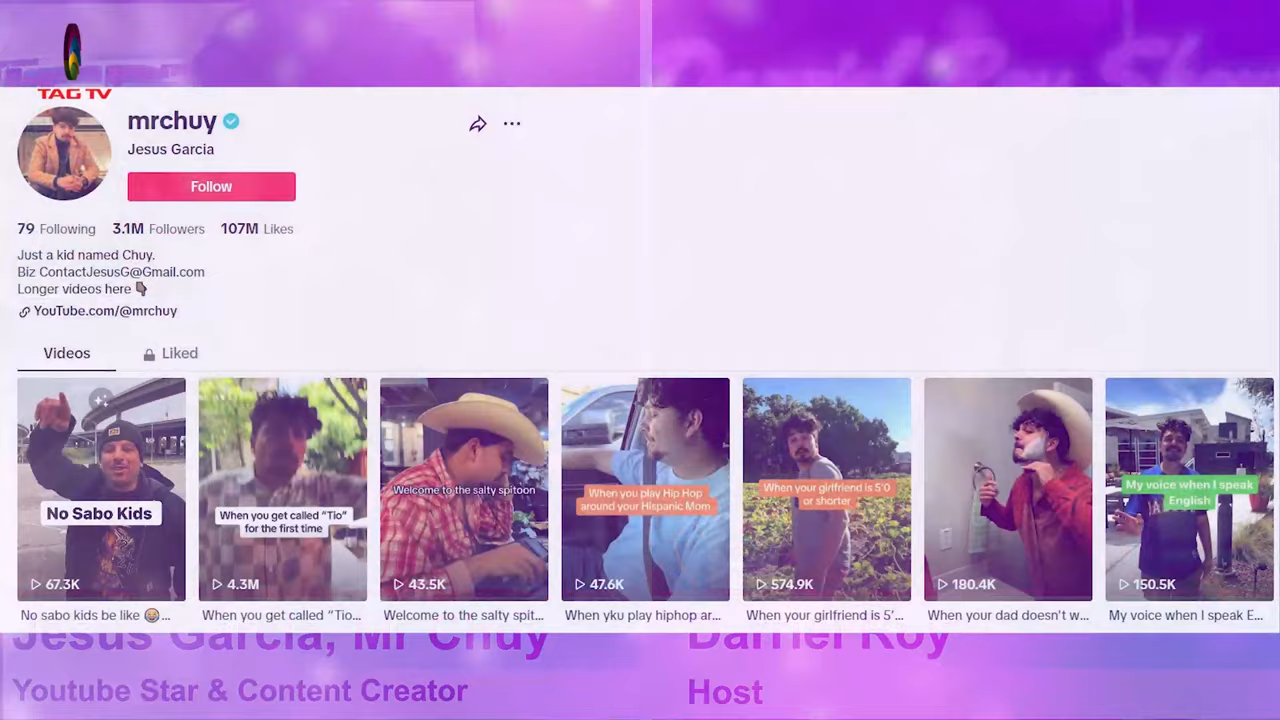 Daniel Roy Show
TAG TV
mrchuy
Jesus Garcia
Follow
79 Following 3.1M Followers 107M Likes
Just a kid named Chuy.
Biz ContactJesusG@Gmail.com
Longer videos here
YouTube.com/@mrchuy
Videos Liked
No Sabo Kids
67.3K
No sabo kids be like ...
When you get called “Tio”
for the first time
4.3M
When you get called “Tio...
Welcome to the salty spitoon
43.5K
Welcome to the salty spit...
When you play Hip Hop
around your Hispanic Mom
47.6K
When yku play hiphop ar...
When your girlfriend is 5'0
or shorter
574.9K
When your girlfriend is 5’...
180.4K
When your dad doesn't w...
My voice when I speak
English
150.5K
My voice when I speak E...
Jesus Garcia, Mr Chuy
Youtube Star & Content Creator
Darriel Roy
Host